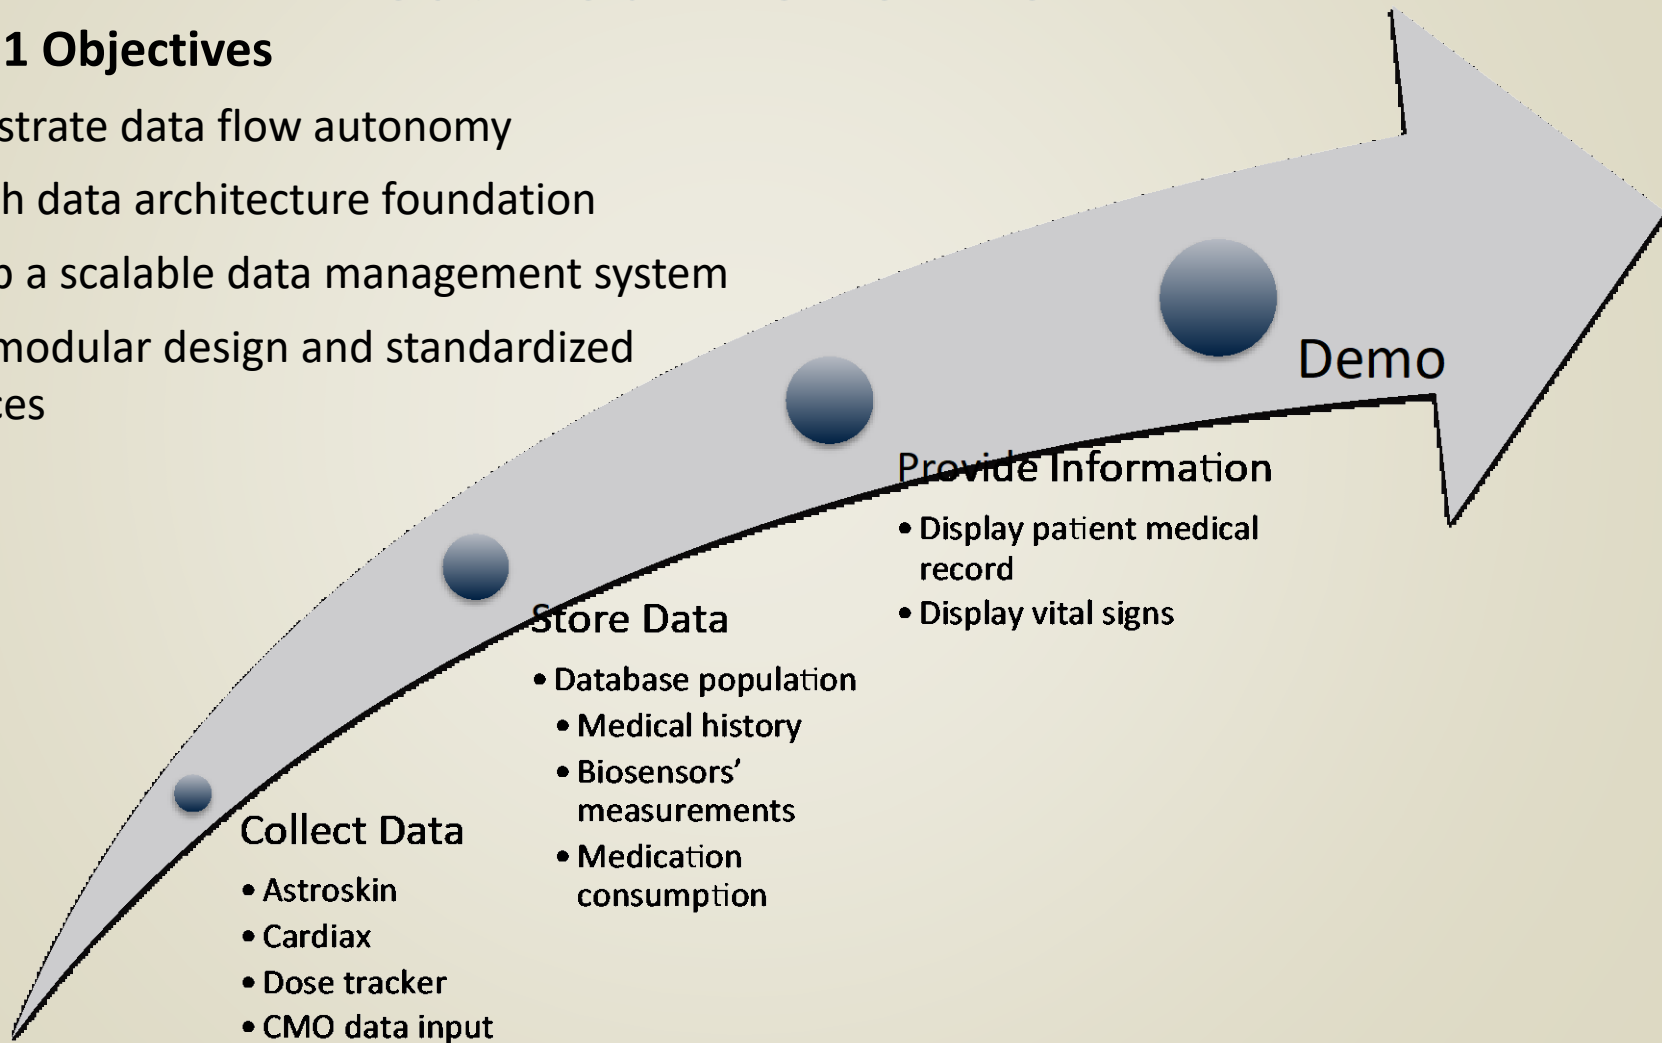 1 Objectives
strate data flow autonomy
h data architecture foundation
a scalable data management system
modular design and standardized
ces
Demo
Provide Information
• Display patient medical
record
• Display vital signs
Store Data
• Database population
• Medical history
• Biosensors’
measurements
• Medication
consumption
Collect Data
• Astroskin
• Cardiax
• Dose tracker
• CMO data input